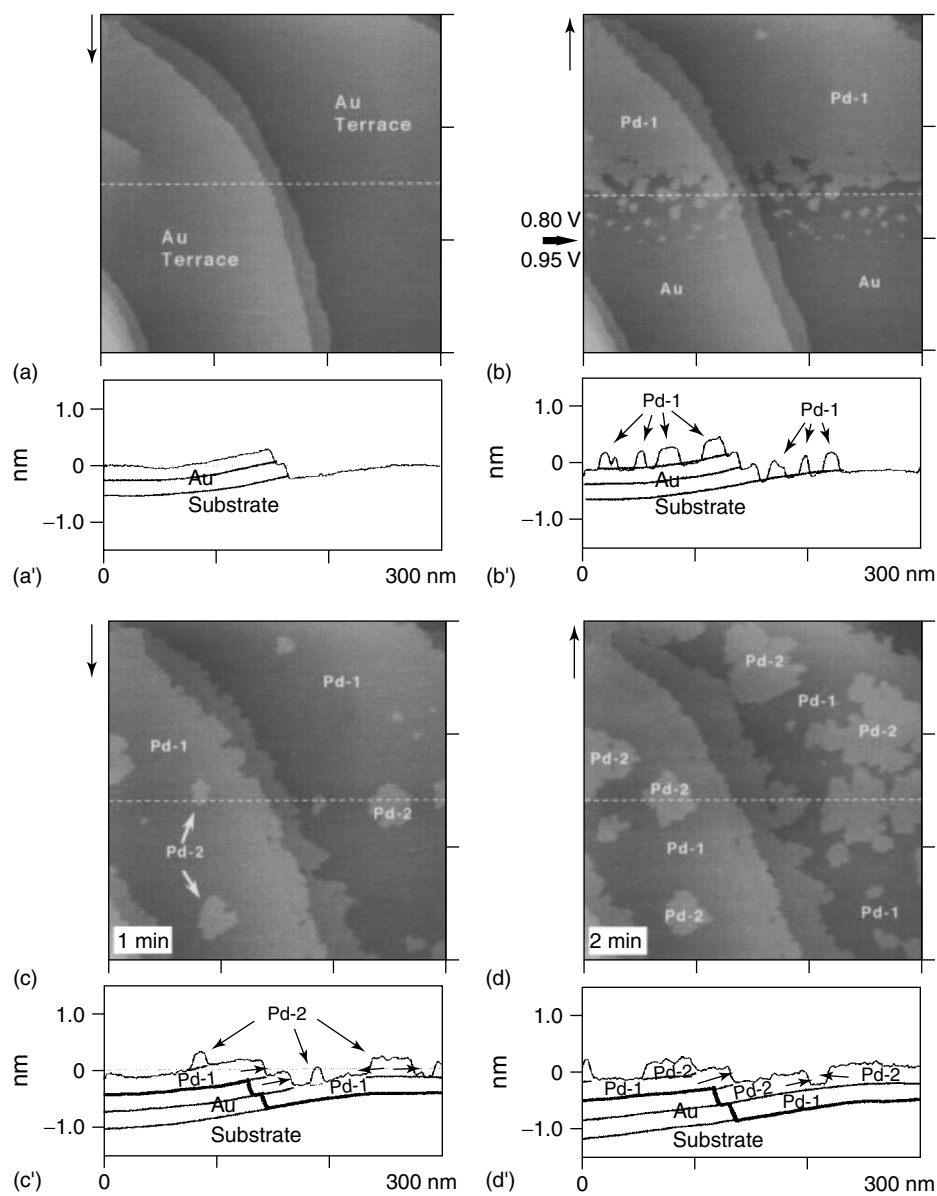 Au
Terrace
Au
Terrace
(a)
Pd-1
Pd-1
0.80 V
0.95 V
Au
Au
(b)
1.0
0
−1.0
nm
Au
Substrate
(a')
0
300 nm
1.0
0
−1.0
nm
Pd-1
Pd-1
Au
Substrate
(b')
0
300 nm
Pd-1
Pd-1
Pd-2
Pd-2
1 min
(c)
Pd-2
Pd-1
Pd-2
Pd-2
Pd-2
Pd-1
Pd-2
Pd-1
2 min
(d)
1.0
0
−1.0
nm
Pd-2
Pd-1
Pd-1
Au
Substrate
(c')
0
300 nm
1.0
0
−1.0
nm
Pd-2
Pd-2
Pd-1
Pd-2
Pd-1
Au
Substrate
(d')
0
300 nm